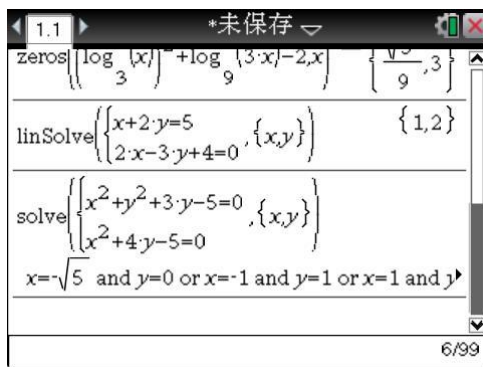 1.1 *未保存
zeros((log₃(x))²+log₉(3·x)−2,x) {√3/9,3}
linSolve({x+2·y=5
2·x−3·y+4=0,{x,y}) {1,2}
solve({x²+y²+3·y−5=0
x²+4·y−5=0,{x,y})
x=-√5 and y=0 or x=-1 and y=1 or x=1 and y
6/99